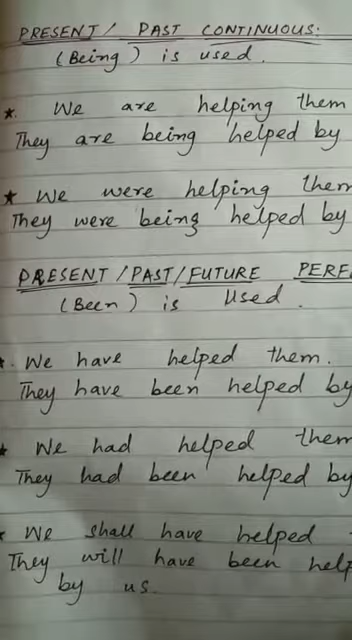 PRESENT / PAST CONTINUOUS:
(Being) is used.
* We are helping them
They are being helped by
* We were helping them
They were being helped by
PRESENT / PAST / FUTURE PERF
(Been) is Used.
* We have helped them.
They have been helped by
* We had helped them
They had been helped by
* We shall have helped
They will have been help
by us.